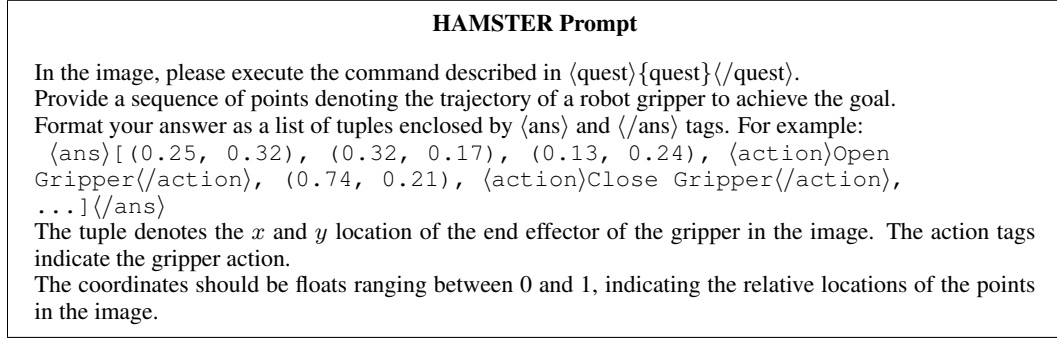 HAMSTER Prompt
In the image, please execute the command described in ⟨quest⟩{quest}⟨/quest⟩.
Provide a sequence of points denoting the trajectory of a robot gripper to achieve the goal.
Format your answer as a list of tuples enclosed by ⟨ans⟩ and ⟨/ans⟩ tags. For example:
⟨ans⟩[(0.25, 0.32), (0.32, 0.17), (0.13, 0.24), ⟨action⟩Open
Gripper⟨/action⟩, (0.74, 0.21), ⟨action⟩Close Gripper⟨/action⟩,
...]⟨/ans⟩
The tuple denotes the x and y location of the end effector of the gripper in the image. The action tags
indicate the gripper action.
The coordinates should be floats ranging between 0 and 1, indicating the relative locations of the points
in the image.